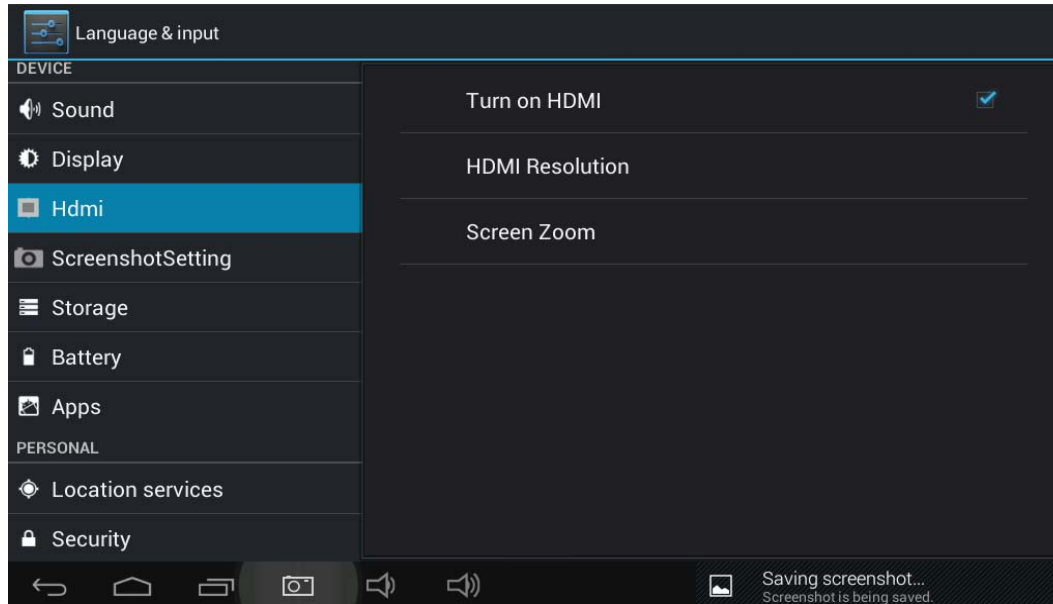 Language & input
DEVICE
Sound
Display
Hdmi
ScreenshotSetting
Storage
Battery
Apps
PERSONAL
Location services
Security
Turn on HDMI
HDMI Resolution
Screen Zoom
Saving screenshot...
Screenshot is being saved.